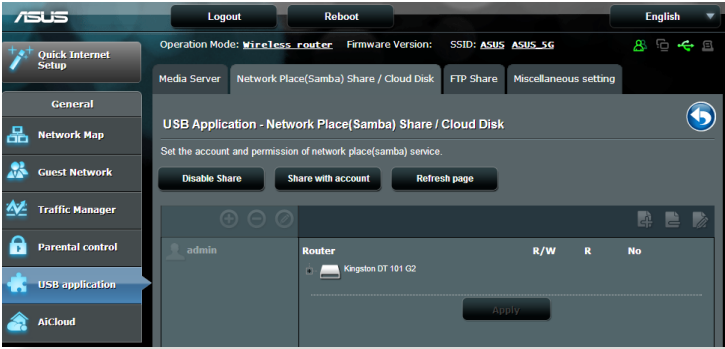 ASUS
Logout Reboot English
Quick Internet
Setup
Operation Mode: Wireless router Firmware Version: SSID: ASUS ASUS_5G
Media Server Network Place(Samba) Share / Cloud Disk FTP Share Miscellaneous setting
General
Network Map
Guest Network
Traffic Manager
Parental control
USB application
AiCloud
USB Application - Network Place(Samba) Share / Cloud Disk
Set the account and permission of network place(samba) service.
Disable Share Share with account Refresh page
admin
Router R/W R No
Kingston DT 101 G2
Apply